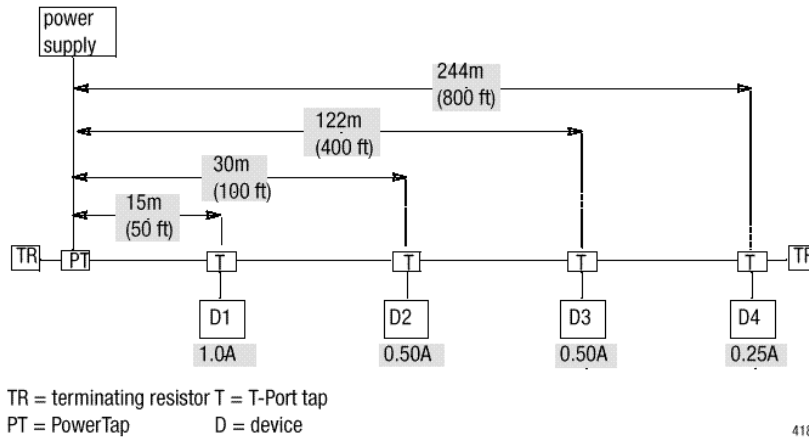 power
supply
244m
(800 ft)
122m
(400 ft)
30m
(100 ft)
15m
(50 ft)
TR PT T T T T TR
D1 D2 D3 D4
1.0A 0.50A 0.50A 0.25A
TR = terminating resistor T = T-Port tap
PT = PowerTap D = device
418